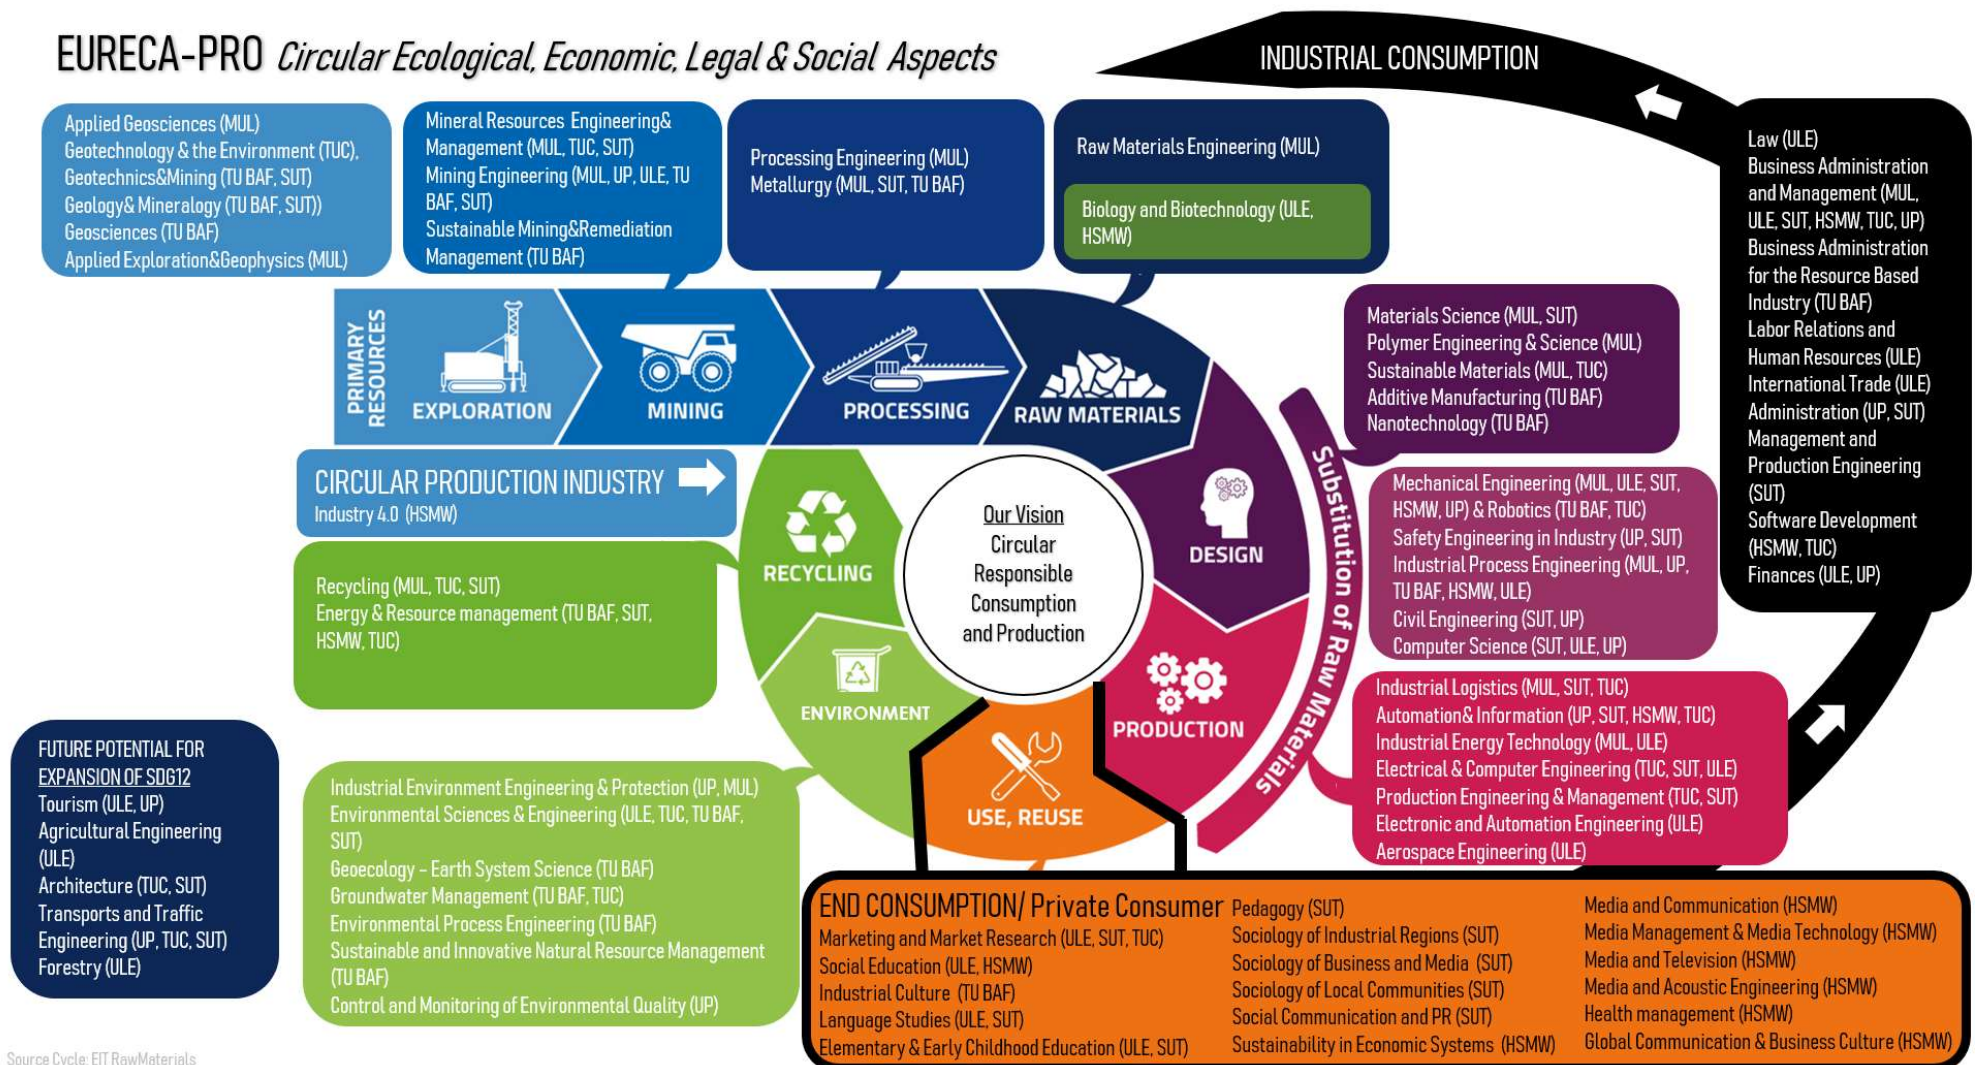 EURECA-PRO Circular Ecological, Economic, Legal & Social Aspects
INDUSTRIAL CONSUMPTION
Applied Geosciences (MUL)
Geotechnology & the Environment (TUC),
Geotechnics&Mining (TU BAF, SUT)
Geology& Mineralogy (TU BAF, SUT))
Geosciences (TU BAF)
Applied Exploration&Geophysics (MUL)
Mineral Resources Engineering&
Management (MUL, TUC, SUT)
Mining Engineering (MUL, UP, ULE, TU
BAF, SUT)
Sustainable Mining&Remediation
Management (TU BAF)
Processing Engineering (MUL)
Metallurgy (MUL, SUT, TU BAF)
Raw Materials Engineering (MUL)
Biology and Biotechnology (ULE,
HSMW)
Law (ULE)
Business Administration
and Management (MUL,
ULE, SUT, HSMW, TUC, UP)
Business Administration
for the Resource Based
Industry (TU BAF)
Labor Relations and
Human Resources (ULE)
International Trade (ULE)
Administration (UP, SUT)
Management and
Production Engineering
(SUT)
Software Development
(HSMW, TUC)
Finances (ULE, UP)
PRIMARY
RESOURCES
EXPLORATION
MINING
PROCESSING
RAW MATERIALS
Materials Science (MUL, SUT)
Polymer Engineering & Science (MUL)
Sustainable Materials (MUL, TUC)
Additive Manufacturing (TU BAF)
Nanotechnology (TU BAF)
CIRCULAR PRODUCTION INDUSTRY
Industry 4.0 (HSMW)
Our Vision
Circular
Responsible
Consumption
and Production
DESIGN
Substitution of Raw Materials
Mechanical Engineering (MUL, ULE, SUT,
HSMW, UP) & Robotics (TU BAF, TUC)
Safety Engineering in Industry (UP, SUT)
Industrial Process Engineering (MUL, UP,
TU BAF, HSMW, ULE)
Civil Engineering (SUT, UP)
Computer Science (SUT, ULE, UP)
RECYCLING
Recycling (MUL, TUC, SUT)
Energy & Resource management (TU BAF, SUT,
HSMW, TUC)
ENVIRONMENT
PRODUCTION
Industrial Logistics (MUL, SUT, TUC)
Automation& Information (UP, SUT, HSMW, TUC)
Industrial Energy Technology (MUL, ULE)
Electrical & Computer Engineering (TUC, SUT, ULE)
Production Engineering & Management (TUC, SUT)
Electronic and Automation Engineering (ULE)
Aerospace Engineering (ULE)
USE, REUSE
FUTURE POTENTIAL FOR
EXPANSION OF SDG12
Tourism (ULE, UP)
Agricultural Engineering
(ULE)
Architecture (TUC, SUT)
Transports and Traffic
Engineering (UP, TUC, SUT)
Forestry (ULE)
Industrial Environment Engineering & Protection (UP, MUL)
Environmental Sciences & Engineering (ULE, TUC, TU BAF,
SUT)
Geoecology – Earth System Science (TU BAF)
Groundwater Management (TU BAF, TUC)
Environmental Process Engineering (TU BAF)
Sustainable and Innovative Natural Resource Management
(TU BAF)
Control and Monitoring of Environmental Quality (UP)
END CONSUMPTION/ Private Consumer
Marketing and Market Research (ULE, SUT, TUC)
Social Education (ULE, HSMW)
Industrial Culture (TU BAF)
Language Studies (ULE, SUT)
Elementary & Early Childhood Education (ULE, SUT)
Pedagogy (SUT)
Sociology of Industrial Regions (SUT)
Sociology of Business and Media (SUT)
Sociology of Local Communities (SUT)
Social Communication and PR (SUT)
Sustainability in Economic Systems (HSMW)
Media and Communication (HSMW)
Media Management & Media Technology (HSMW)
Media and Television (HSMW)
Media and Acoustic Engineering (HSMW)
Health management (HSMW)
Global Communication & Business Culture (HSMW)
Source Cycle: EIT RawMaterials